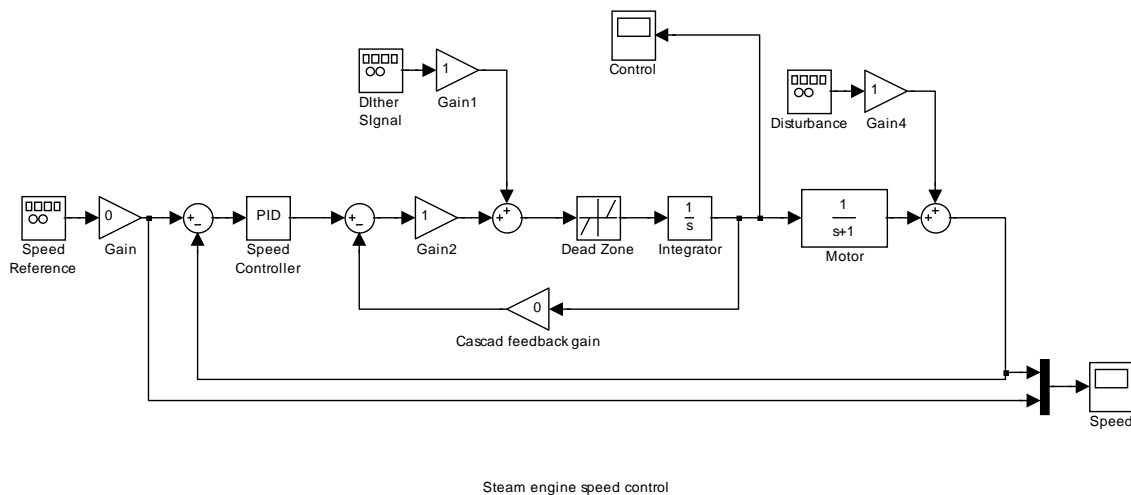 Control
1
DIther
SIgnal
Gain1
1
Disturbance
Gain4
0
Speed
Reference
Gain
+
−
PID
Speed
Controller
+
−
1
Gain2
+
+
Dead Zone
1
s
Integrator
1
s+1
Motor
+
+
0
Cascad feedback gain
Speed
Steam engine speed control